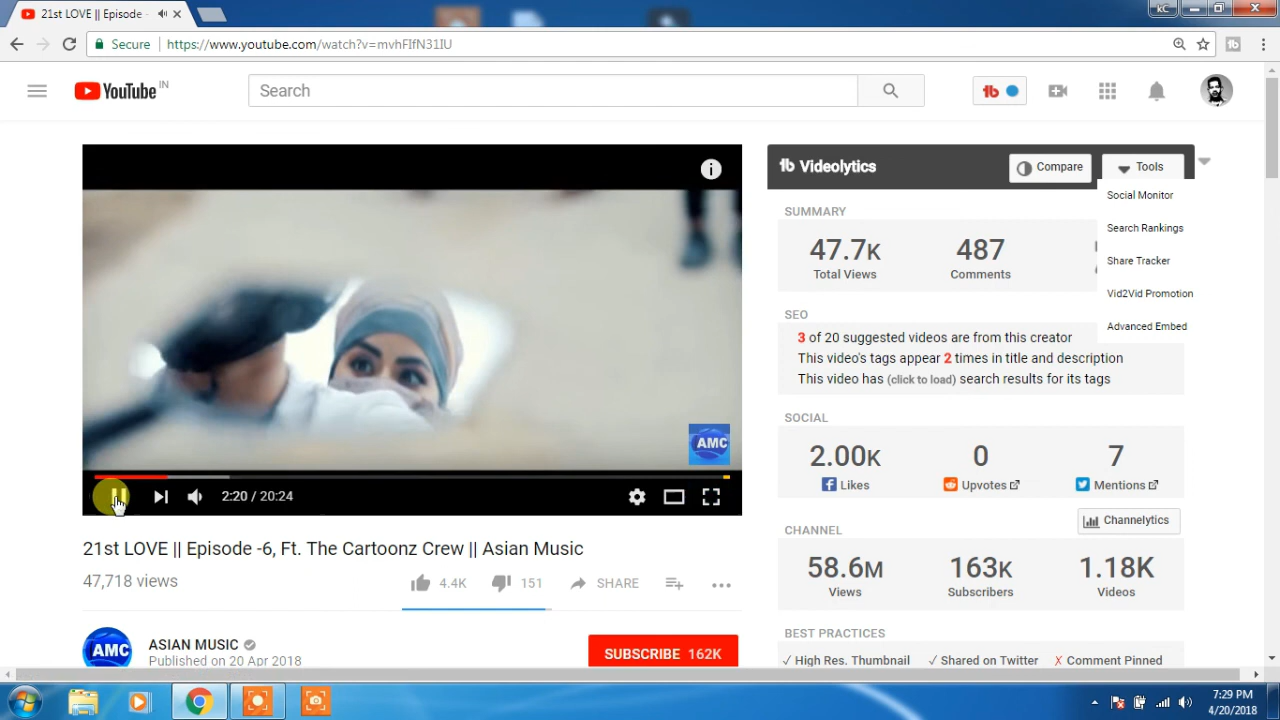 21st LOVE || Episode -
KC
Secure
https://www.youtube.com/watch?v=mvhFIfN31IU
YouTube IN
Search
tb
i
AMC
2:20 / 20:24
21st LOVE || Episode -6, Ft. The Cartoonz Crew || Asian Music
47,718 views
4.4K
151
SHARE
AMC
ASIAN MUSIC
Published on 20 Apr 2018
SUBSCRIBE 162K
tb Videolytics
Compare
Tools
Social Monitor
Search Rankings
Share Tracker
Vid2Vid Promotion
Advanced Embed
SUMMARY
47.7K
Total Views
487
Comments
SEO
3 of 20 suggested videos are from this creator
This video's tags appear 2 times in title and description
This video has (click to load) search results for its tags
SOCIAL
2.00K
Likes
0
Upvotes
7
Mentions
Channelytics
CHANNEL
58.6M
Views
163K
Subscribers
1.18K
Videos
BEST PRACTICES
✓ High Res. Thumbnail
✓ Shared on Twitter
X Comment Pinned
7:29 PM
4/20/2018